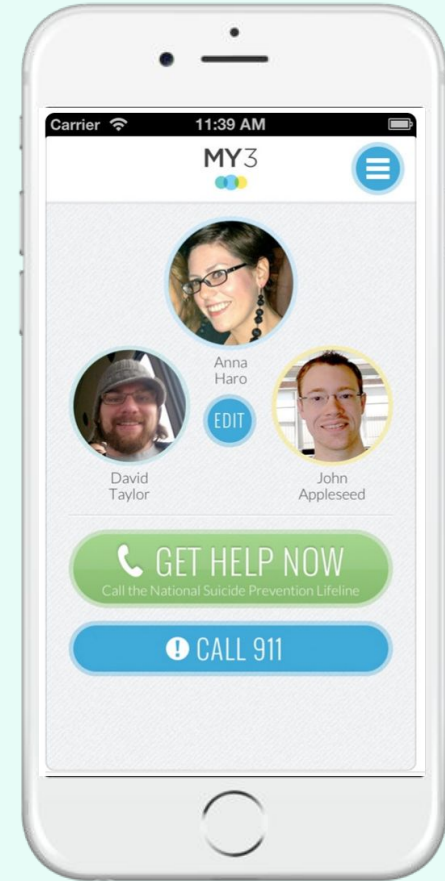 Carrier 11:39 AM
MY3
Anna
Haro
EDIT
David
Taylor
John
Appleseed
GET HELP NOW
Call the National Suicide Prevention Lifeline
! CALL 911